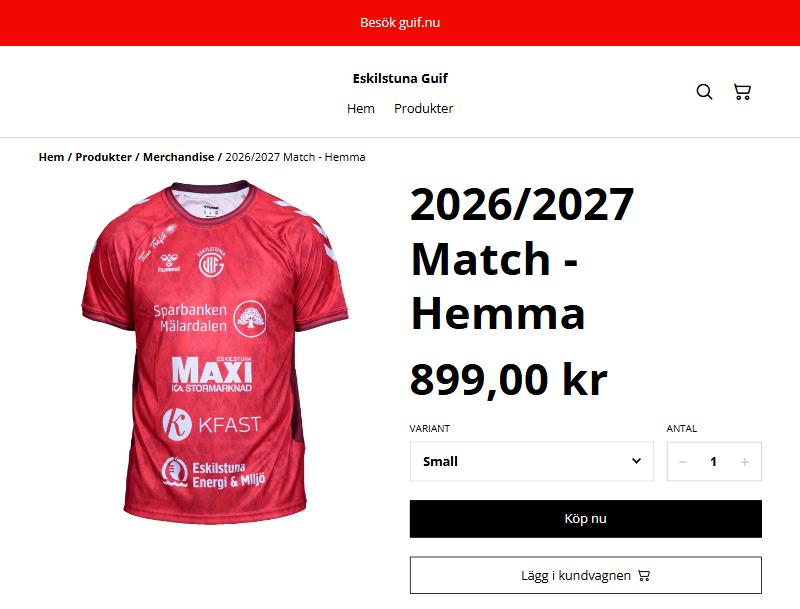 Besök guif.nu
Eskilstuna Guif
Hem Produkter
Hem / Produkter / Merchandise / 2026/2027 Match - Hemma
2026/2027
Match -
Hemma
899,00 kr
VARIANT
ANTAL
Small
− 1 +
Köp nu
Lägg i kundvagnen
hummel
ESKILSTUNA
GUIF
Sparbanken
Mälardalen
ESKILSTUNA
MAXI
ICA STORMARKNAD
KFAST
Eskilstuna
Energi & Miljö